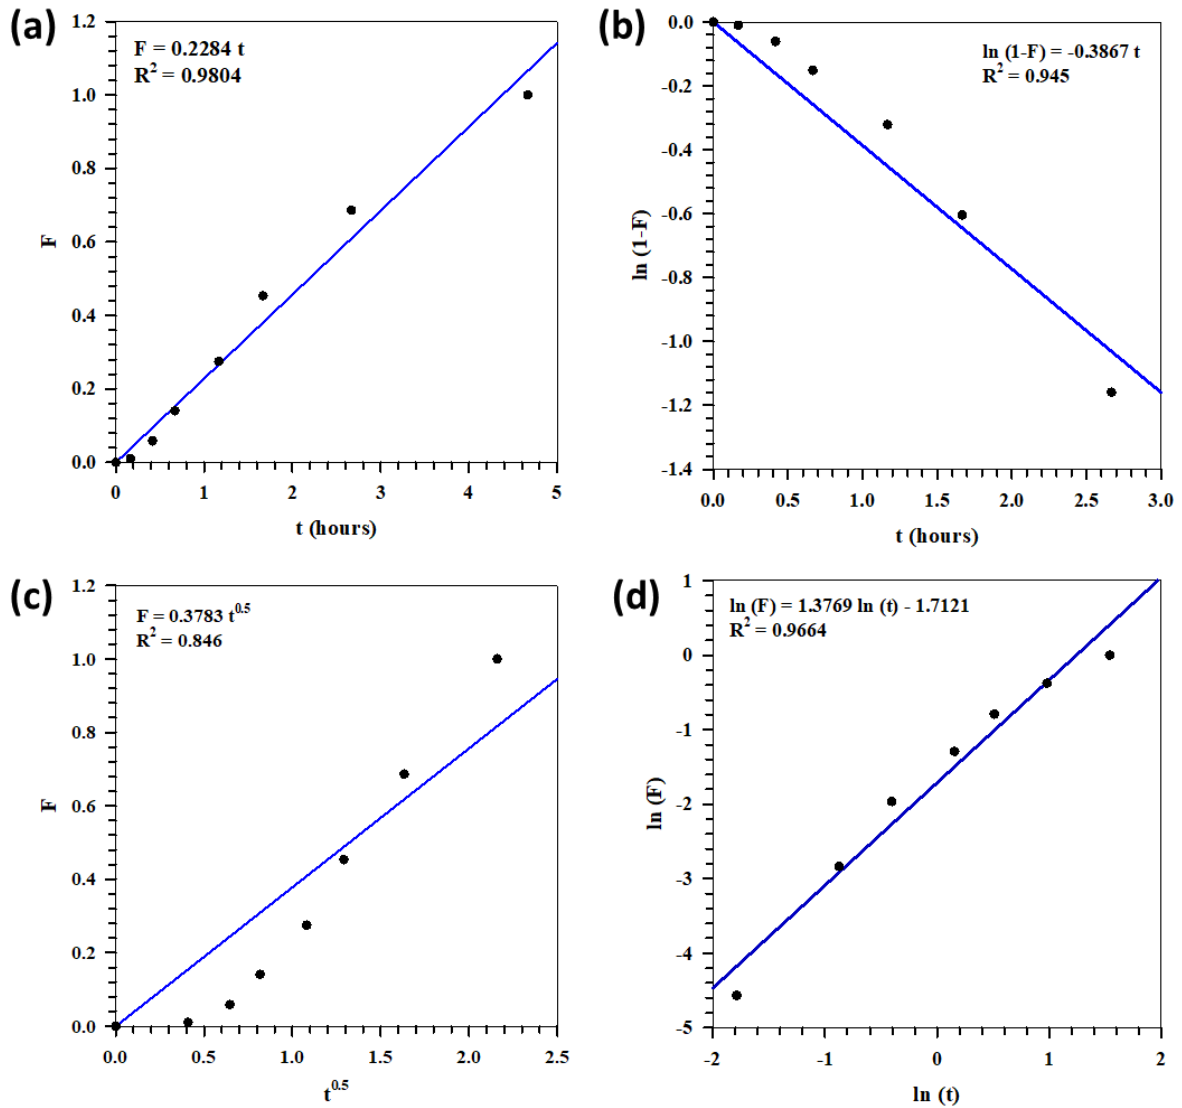 (a)
F = 0.2284 t
R² = 0.9804
1.2
1.0
0.8
0.6
0.4
0.2
0.0
F
0 1 2 3 4 5
t (hours)
(b)
ln (1-F) = -0.3867 t
R² = 0.945
0.0
-0.2
-0.4
-0.6
-0.8
-1.0
-1.2
-1.4
ln (1-F)
0.0 0.5 1.0 1.5 2.0 2.5 3.0
t (hours)
(c)
F = 0.3783 t^0.5
R² = 0.846
1.2
1.0
0.8
0.6
0.4
0.2
0.0
F
0.0 0.5 1.0 1.5 2.0 2.5
t^0.5
(d)
ln (F) = 1.3769 ln (t) - 1.7121
R² = 0.9664
1
0
-1
-2
-3
-4
-5
ln (F)
-2 -1 0 1 2
ln (t)